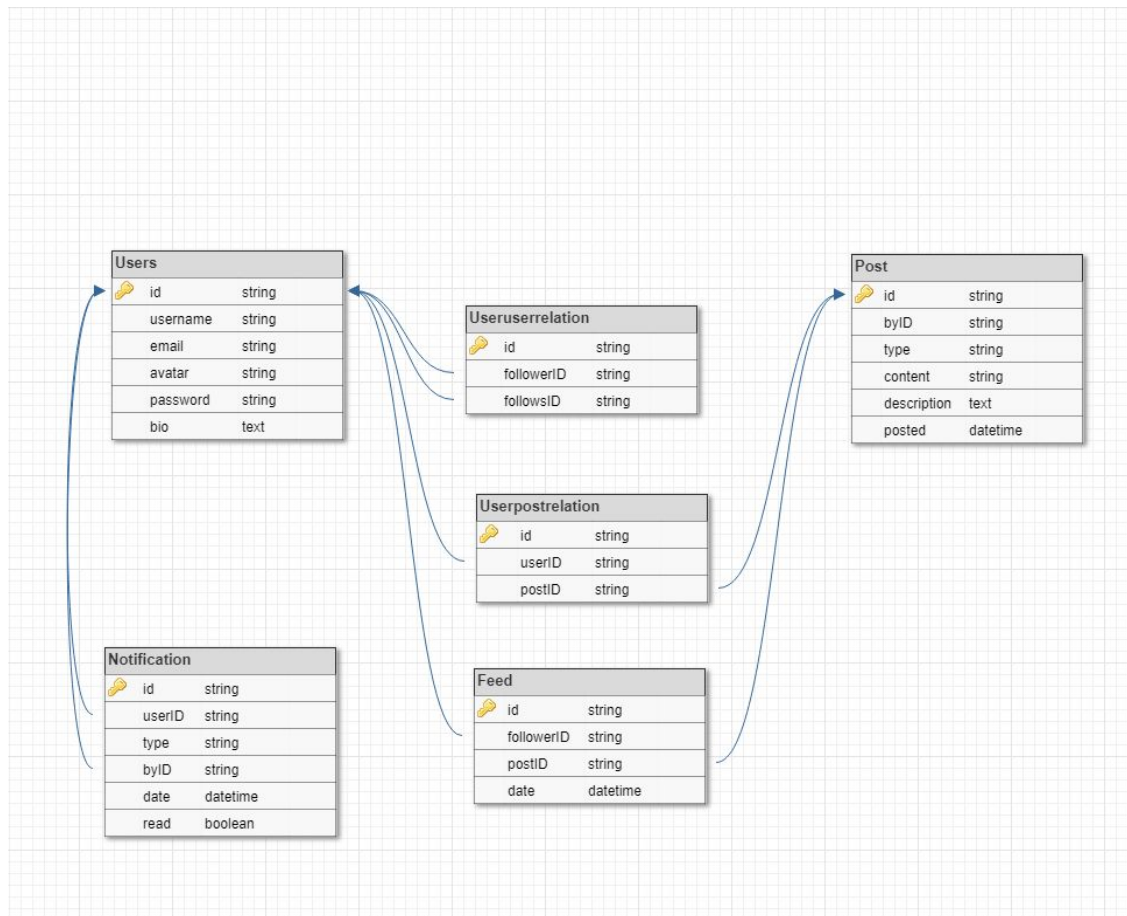 Users
id string
username string
email string
avatar string
password string
bio text
Useruserrelation
id string
followerID string
followsID string
Post
id string
byID string
type string
content string
description text
posted datetime
Userpostrelation
id string
userID string
postID string
Notification
id string
userID string
type string
byID string
date datetime
read boolean
Feed
id string
followerID string
postID string
date datetime